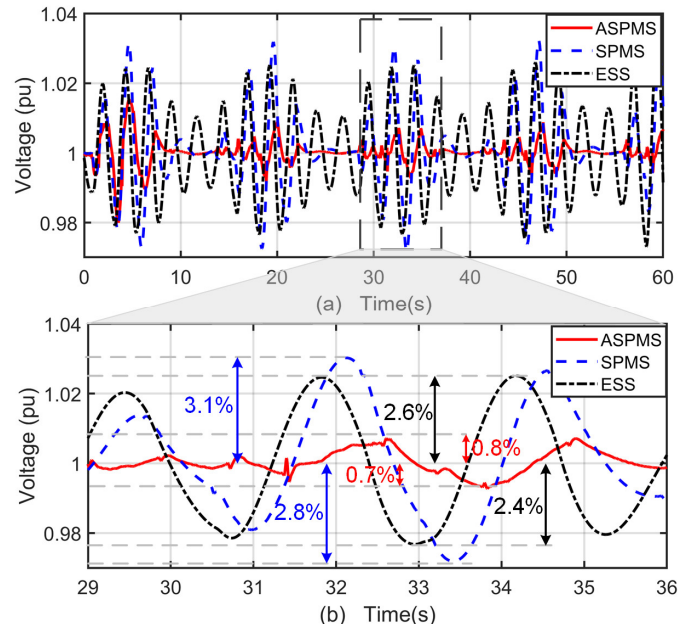 1.04
1.02
1
0.98
Voltage (pu)
ASPMS
SPMS
ESS
0 10 20 30 40 50 60
(a) Time(s)
1.04
1.02
1
0.98
Voltage (pu)
ASPMS
SPMS
ESS
3.1%
2.6%
0.8%
0.7%
2.8%
2.4%
29 30 31 32 33 34 35 36
(b) Time(s)